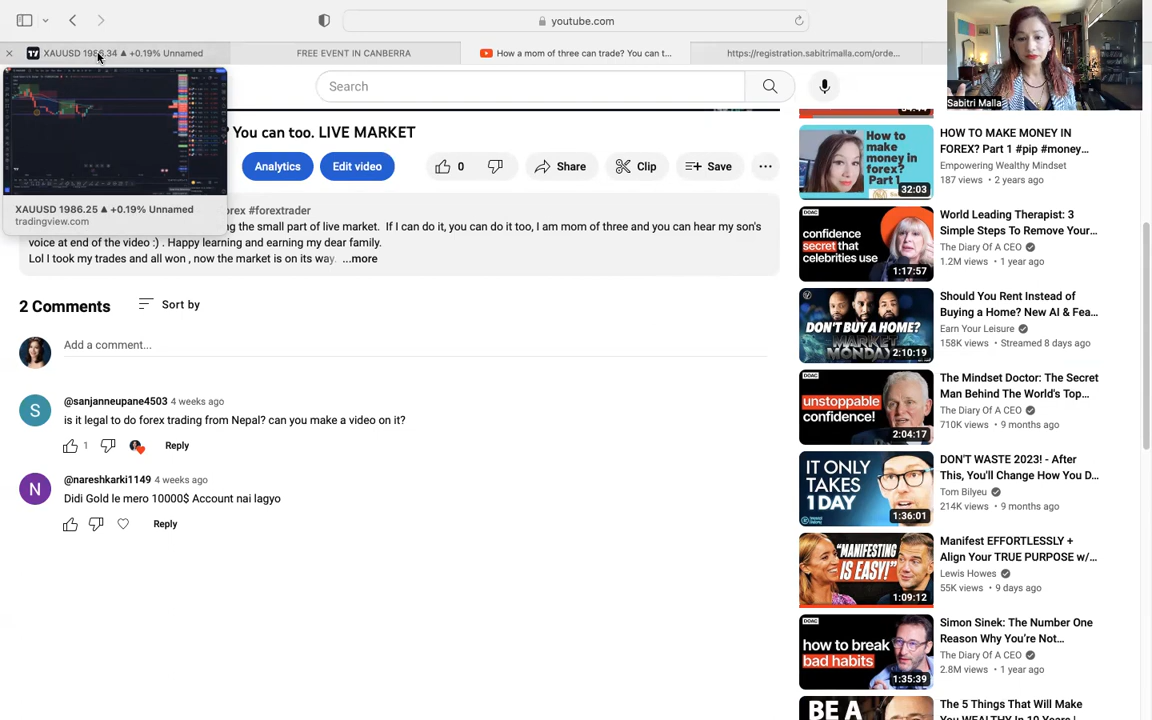 youtube.com
XAUUSD 1986.34 ▲ +0.19% Unnamed
FREE EVENT IN CANBERRA
How a mom of three can trade? You can t...
https://registration.sabitrimalla.com/orde...
Sabitri Malla
Search
XAUUSD 1986.25 ▲ +0.19% Unnamed
tradingview.com
? You can too. LIVE MARKET
Analytics
Edit video
0
Share
Clip
Save
#forextrader
ng the small part of live market. If I can do it, you can do it too, I am mom of three and you can hear my son's
voice at end of the video :) . Happy learning and earning my dear family.
Lol I took my trades and all won , now the market is on its way. ...more
2 Comments
Sort by
Add a comment...
S
@sanjanneupane4503 4 weeks ago
is it legal to do forex trading from Nepal? can you make a video on it?
1
Reply
N
@nareshkarki1149 4 weeks ago
Didi Gold le mero 10000$ Account nai lagyo
Reply
How to
make
money in
forex?
Part 1
32:03
HOW TO MAKE MONEY IN
FOREX? Part 1 #pip #money...
Empowering Wealthy Mindset
187 views • 2 years ago
DOAC
confidence
secret that
celebrities use
1:17:57
World Leading Therapist: 3
Simple Steps To Remove Your...
The Diary Of A CEO
1.2M views • 1 year ago
DON'T BUY A HOME?
MARKET
MONDAY
2:10:19
Should You Rent Instead of
Buying a Home? New AI & Fea...
Earn Your Leisure
158K views • Streamed 8 days ago
DOAC
unstoppable
confidence!
2:04:17
The Mindset Doctor: The Secret
Man Behind The World's Top...
The Diary Of A CEO
710K views • 9 months ago
IT ONLY
TAKES
1 DAY
1:36:01
DON'T WASTE 2023! - After
This, You'll Change How You D...
Tom Bilyeu
214K views • 9 months ago
"MANIFESTING
IS EASY!"
1:09:12
Manifest EFFORTLESSLY +
Align Your TRUE PURPOSE w/...
Lewis Howes
55K views • 9 days ago
DOAC
how to break
bad habits
1:35:39
Simon Sinek: The Number One
Reason Why You're Not...
The Diary Of A CEO
2.8M views • 1 year ago
BE A
The 5 Things That Will Make